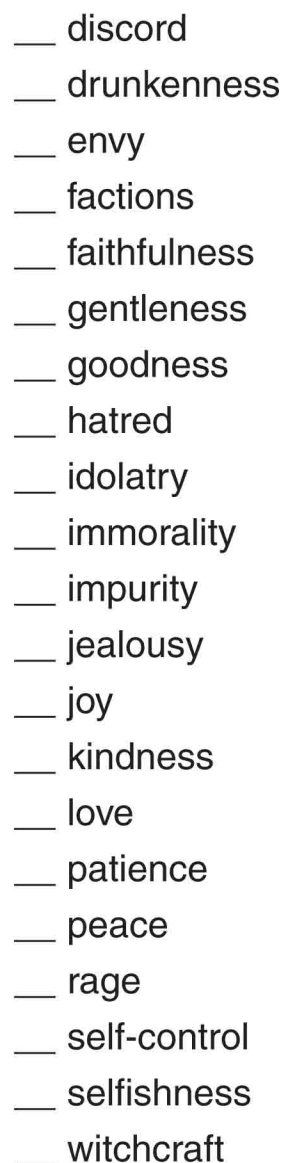 __ discord
__ drunkenness
__ envy
__ factions
__ faithfulness
__ gentleness
__ goodness
__ hatred
__ idolatry
__ immorality
__ impurity
__ jealousy
__ joy
__ kindness
__ love
__ patience
__ peace
__ rage
__ self-control
__ selfishness
__ witchcraft